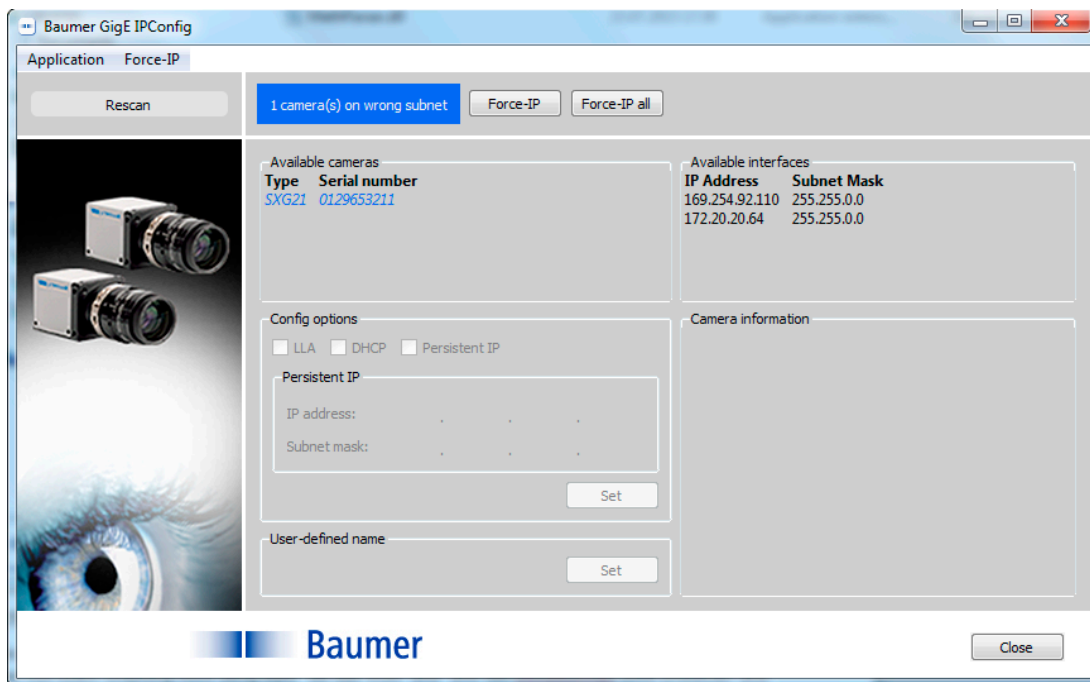 Baumer GigE IPConfig
Application Force-IP
Rescan
1 camera(s) on wrong subnet Force-IP Force-IP all
Available cameras
Type Serial number
SXG21 0129653211
Available interfaces
IP Address Subnet Mask
169.254.92.110 255.255.0.0
172.20.20.64 255.255.0.0
Config options
LLA DHCP Persistent IP
Persistent IP
IP address: . . .
Subnet mask: . . .
Set
User-defined name
Set
Camera information
Baumer
Close